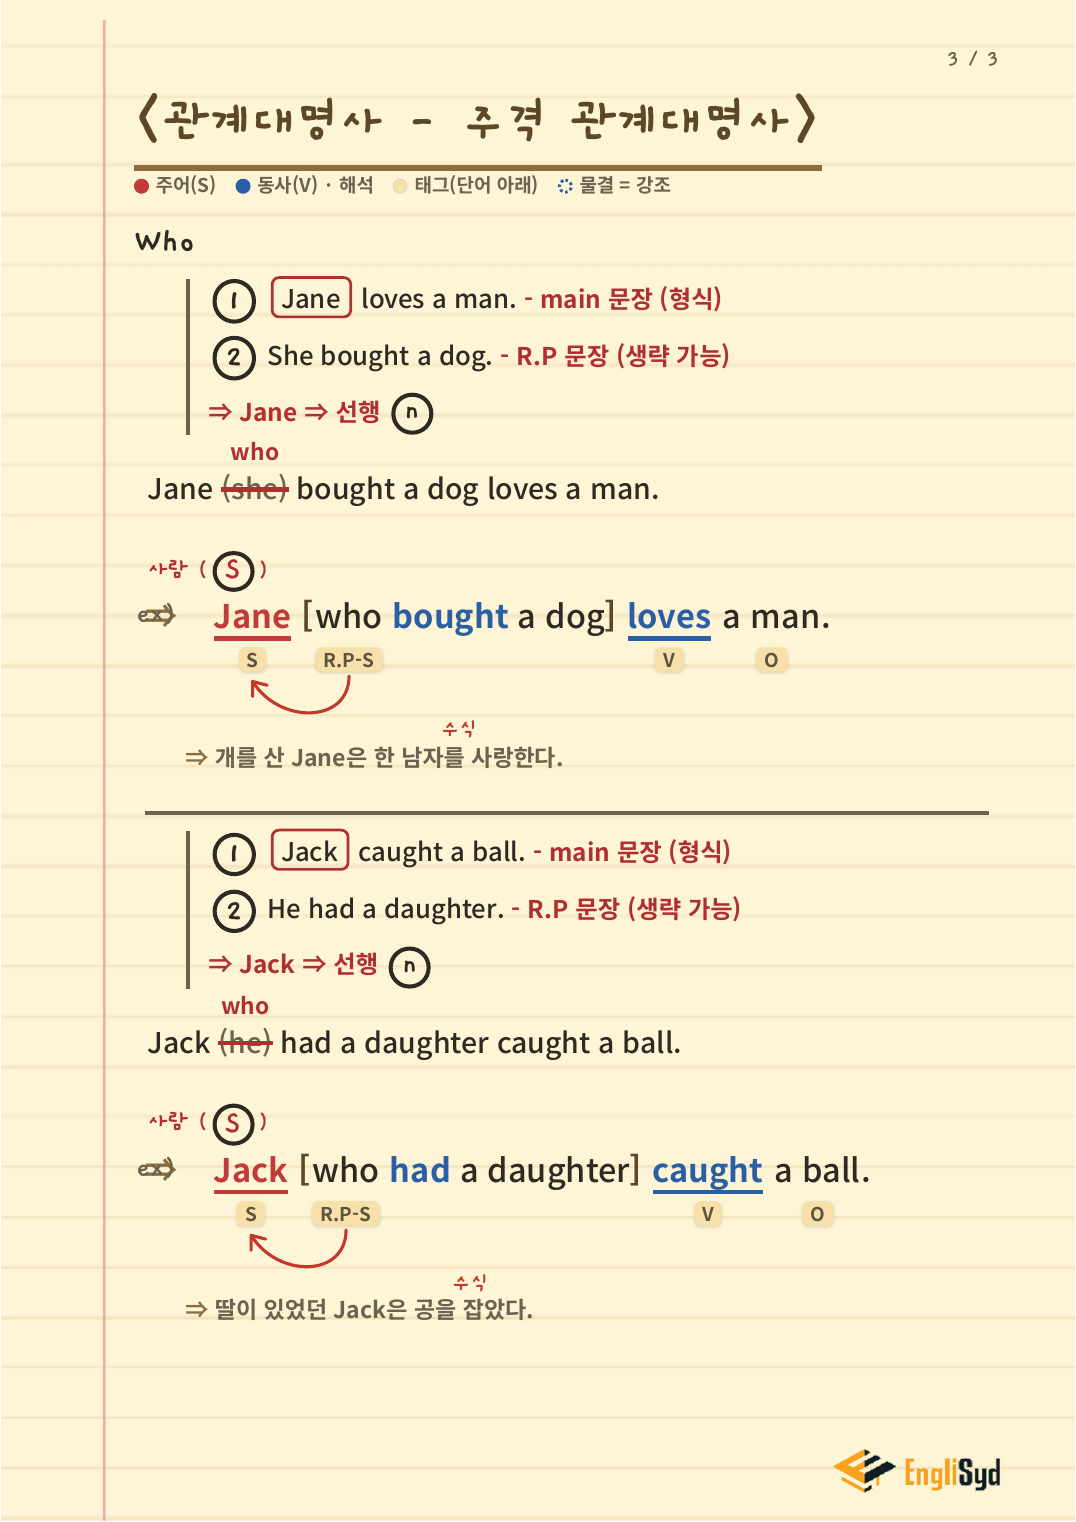 3 / 3
<관계대명사 - 주격 관계대명사>
주어(S) 동사(V) · 해석 태그(단어 아래) 물결 = 강조
Who
1 Jane loves a man. - main 문장 (형식)
2 She bought a dog. - R.P 문장 (생략 가능)
⇒ Jane ⇒ 선행 n
who
Jane (she) bought a dog loves a man.
사람 ( S )
⇒ Jane [who bought a dog] loves a man.
S R.P-S V O
수식
⇒ 개를 산 Jane은 한 남자를 사랑한다.
1 Jack caught a ball. - main 문장 (형식)
2 He had a daughter. - R.P 문장 (생략 가능)
⇒ Jack ⇒ 선행 n
who
Jack (he) had a daughter caught a ball.
사람 ( S )
⇒ Jack [who had a daughter] caught a ball.
S R.P-S V O
수식
⇒ 딸이 있었던 Jack은 공을 잡았다.
EngliSyd